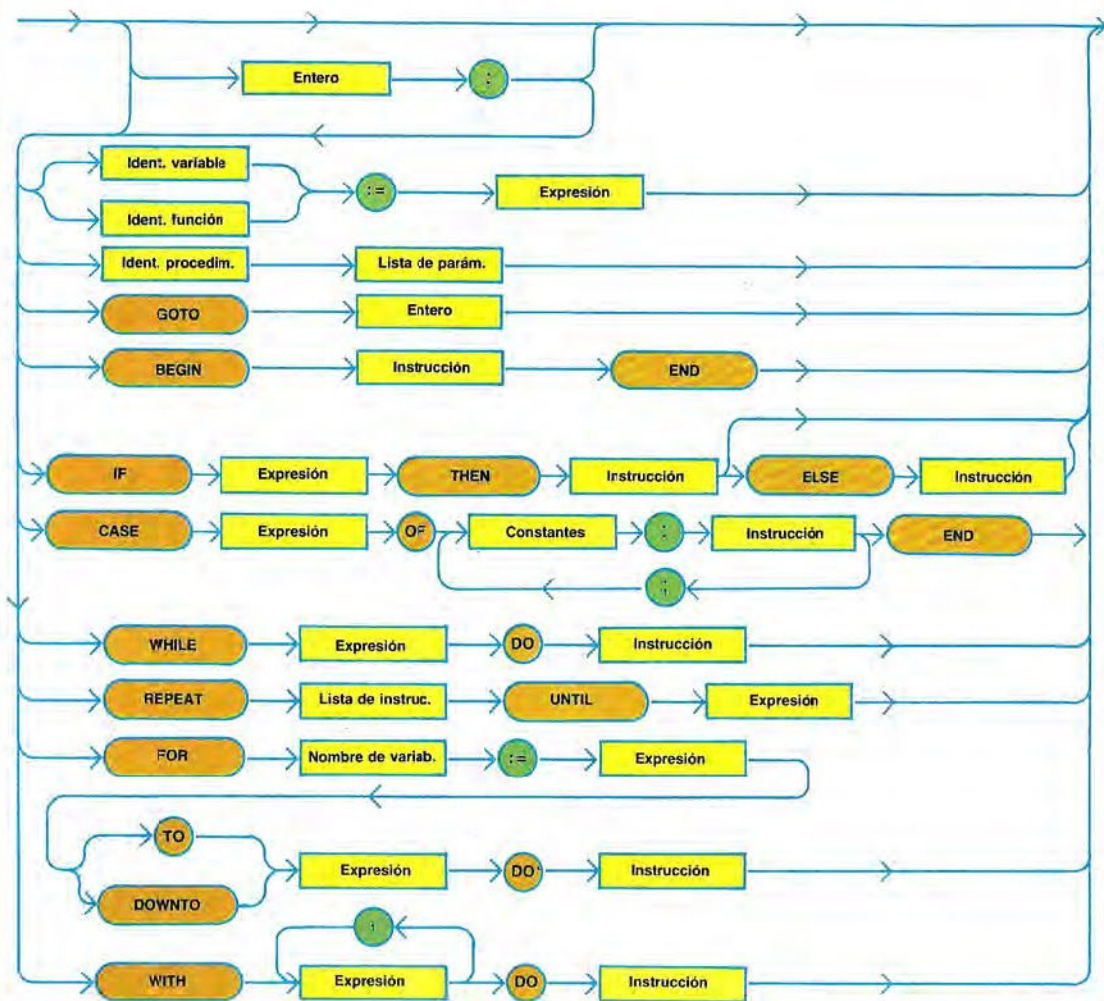 Entero :
Ident. variable
:= Expresión
Ident. función
Ident. procedim. Lista de parám.
GOTO Entero
BEGIN Instrucción END
IF Expresión THEN Instrucción ELSE Instrucción
CASE Expresión OF Constantes : Instrucción END
;
WHILE Expresión DO Instrucción
REPEAT Lista de instruc. UNTIL Expresión
FOR Nombre de variab. := Expresión
TO
Expresión DO Instrucción
DOWNTO
WITH Expresión DO Instrucción